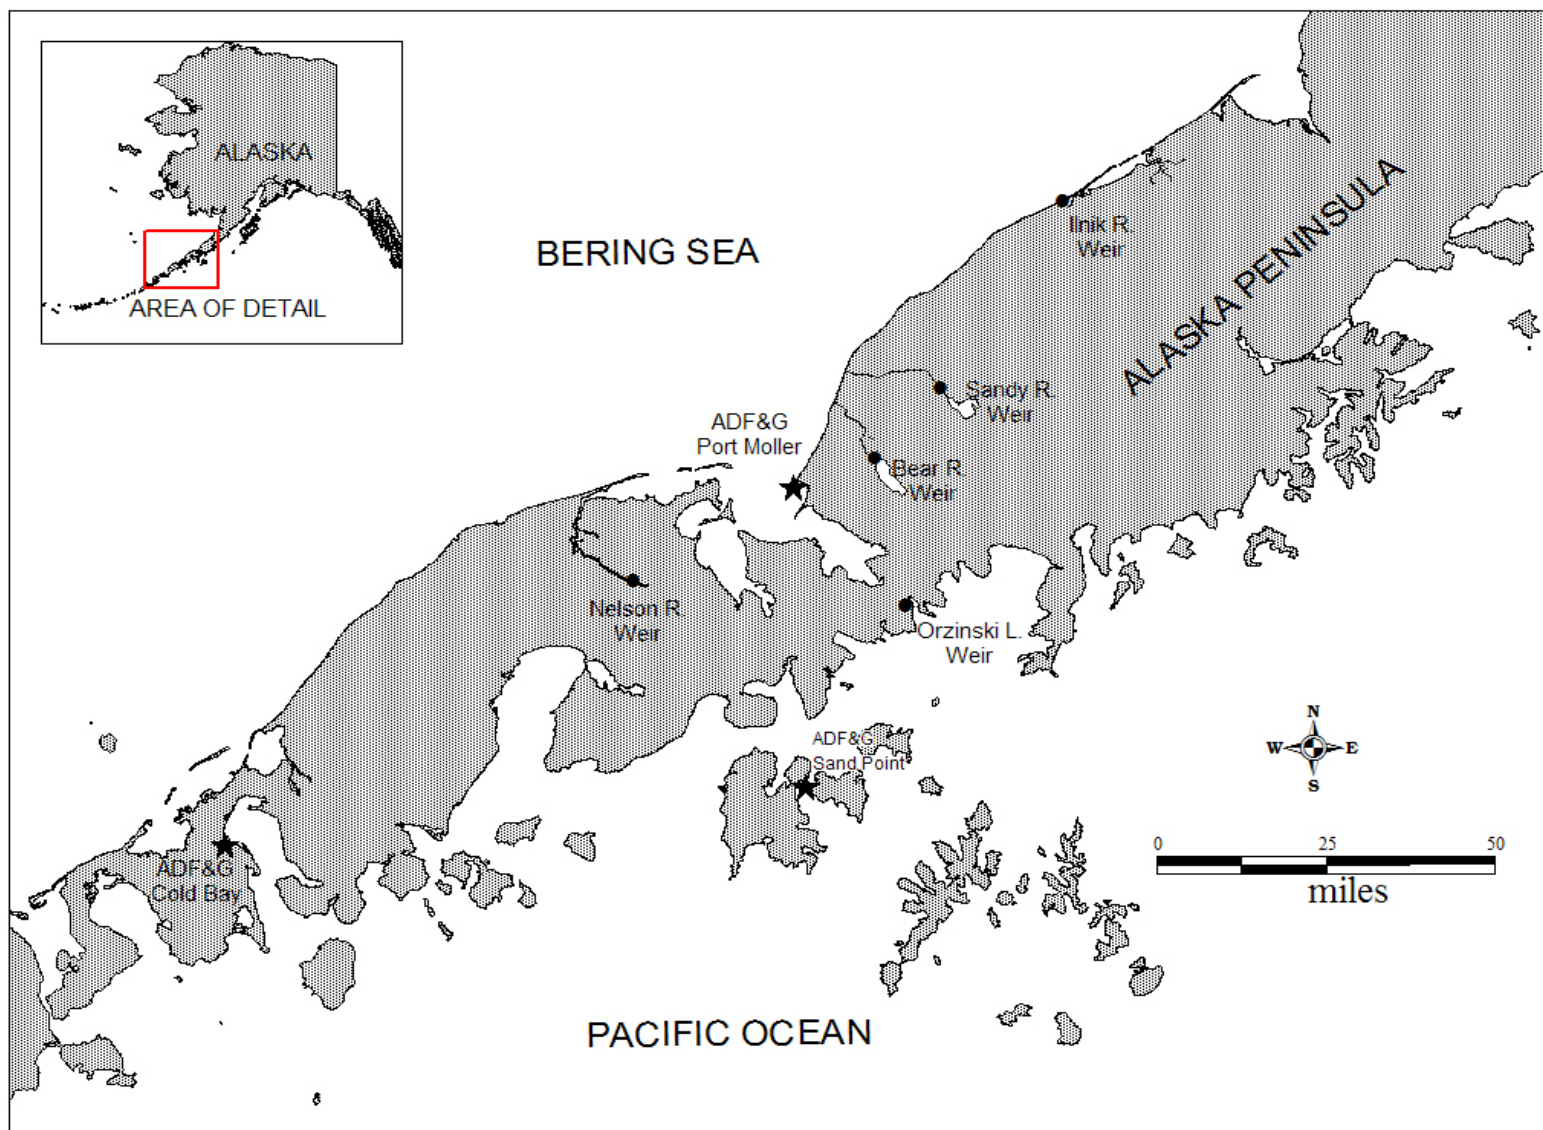 ALASKA
AREA OF DETAIL
BERING SEA
ALASKA PENINSULA
Ilnik R.
Weir
Sandy R.
Weir
ADF&G
Port Moller
Bear R.
Weir
Nelson R.
Weir
Orzinski L.
Weir
ADF&G
Sand Point
N
W E
S
ADF&G
Cold Bay
0 25 50
miles
PACIFIC OCEAN